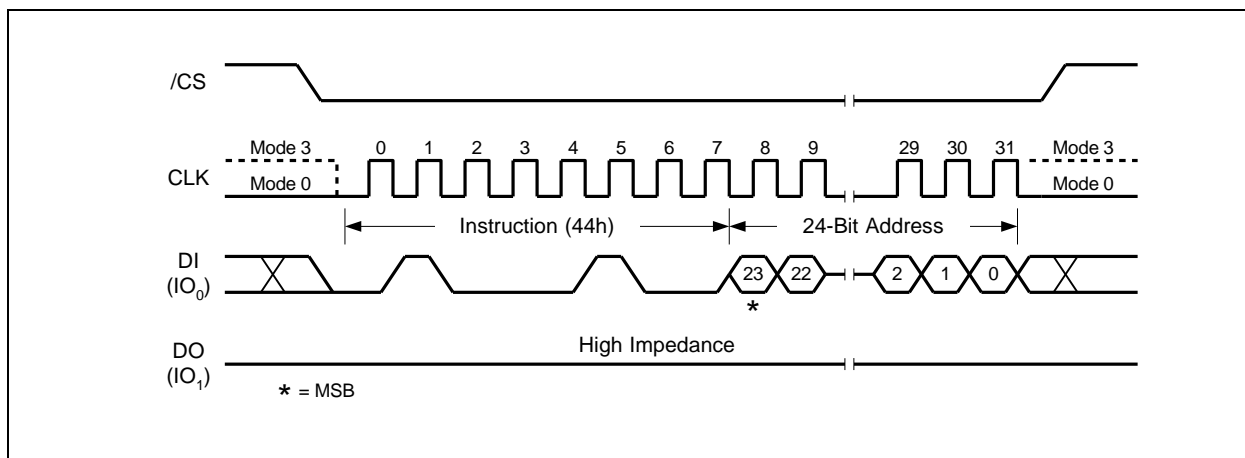 /CS
Mode 3 0 1 2 3 4 5 6 7 8 9 29 30 31 Mode 3
CLK
Mode 0 Mode 0
Instruction (44h) 24-Bit Address
DI
(IO0) 23 22 2 1 0
*
High Impedance
DO
(IO1)
* = MSB